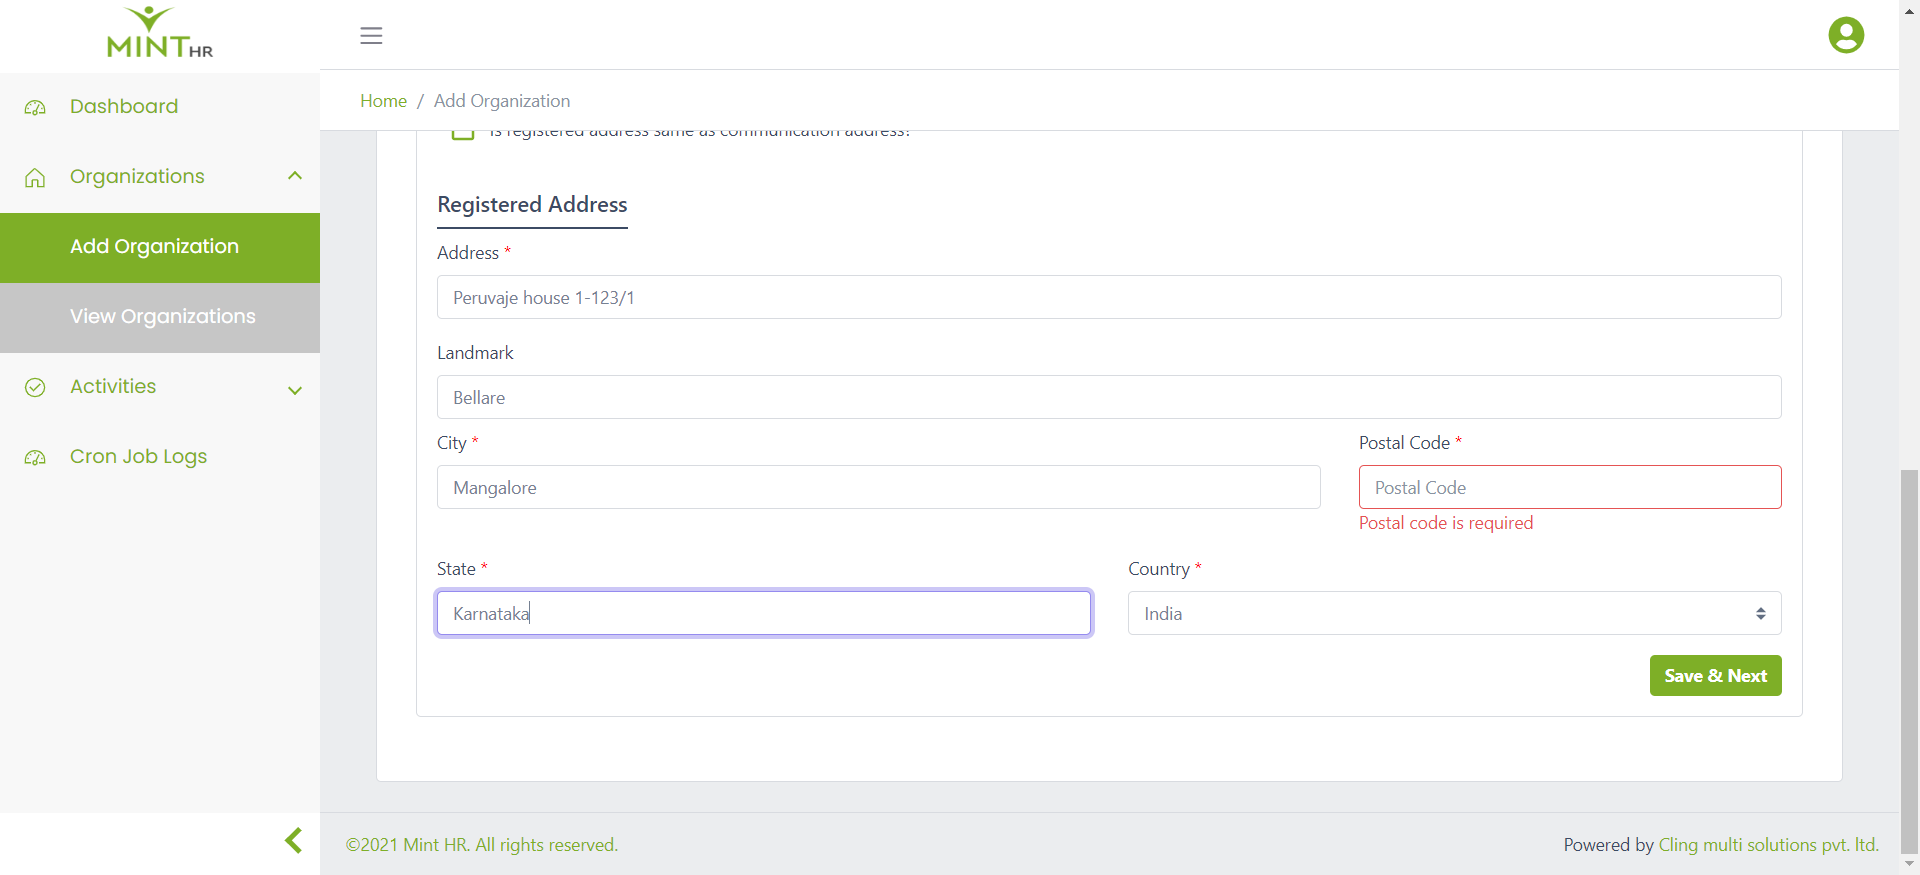 MINT HR
Dashboard
Organizations
Add Organization
View Organizations
Activities
Cron Job Logs
Home / Add Organization
Is registered address same as communication address?
Registered Address
Address *
Peruvaje house 1-123/1
Landmark
Bellare
City *
Postal Code *
Mangalore
Postal Code
Postal code is required
State *
Country *
Karnataka
India
Save & Next
©2021 Mint HR. All rights reserved.
Powered by Cling multi solutions pvt. ltd.